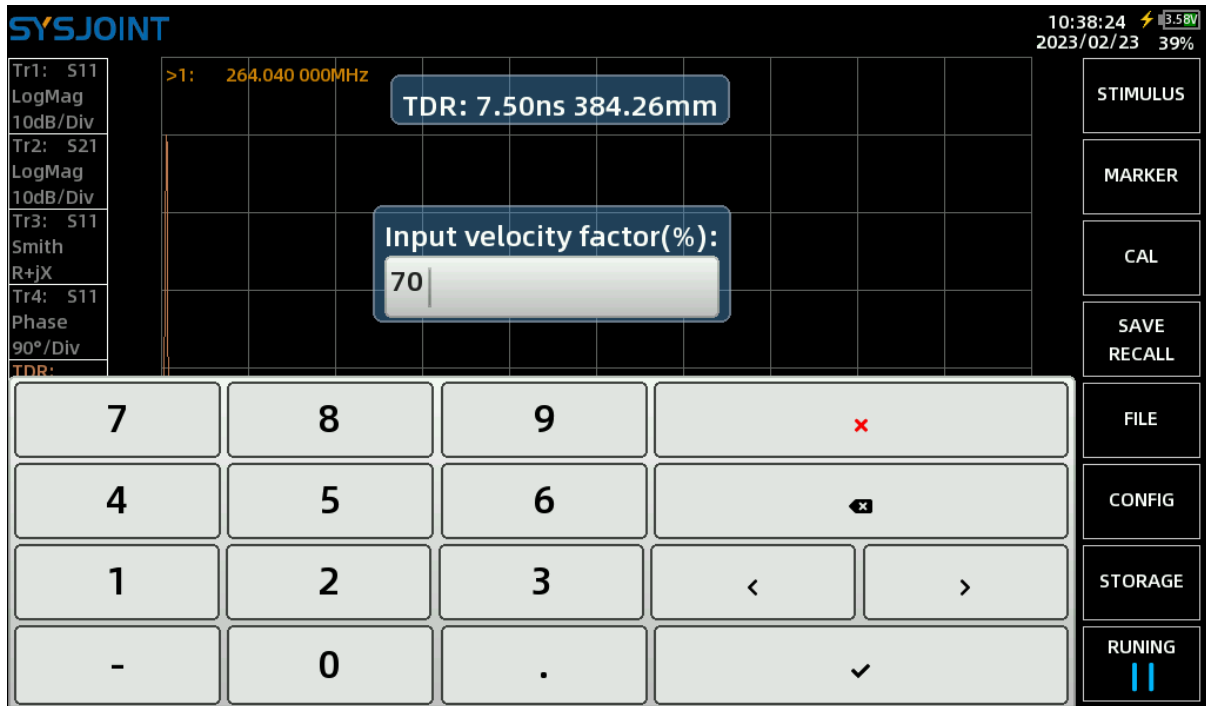 SYSJOINT
10:38:24 3.58V
2023/02/23 39%
Tr1: S11
LogMag
10dB/Div
Tr2: S21
LogMag
10dB/Div
Tr3: S11
Smith
R+jX
Tr4: S11
Phase
90°/Div
TDR:
>1: 264.040 000MHz
TDR: 7.50ns 384.26mm
Input velocity factor(%):
70
STIMULUS
MARKER
CAL
SAVE
RECALL
FILE
CONFIG
STORAGE
RUNING
7 8 9 ×
4 5 6
1 2 3 < >
- 0 . ✓